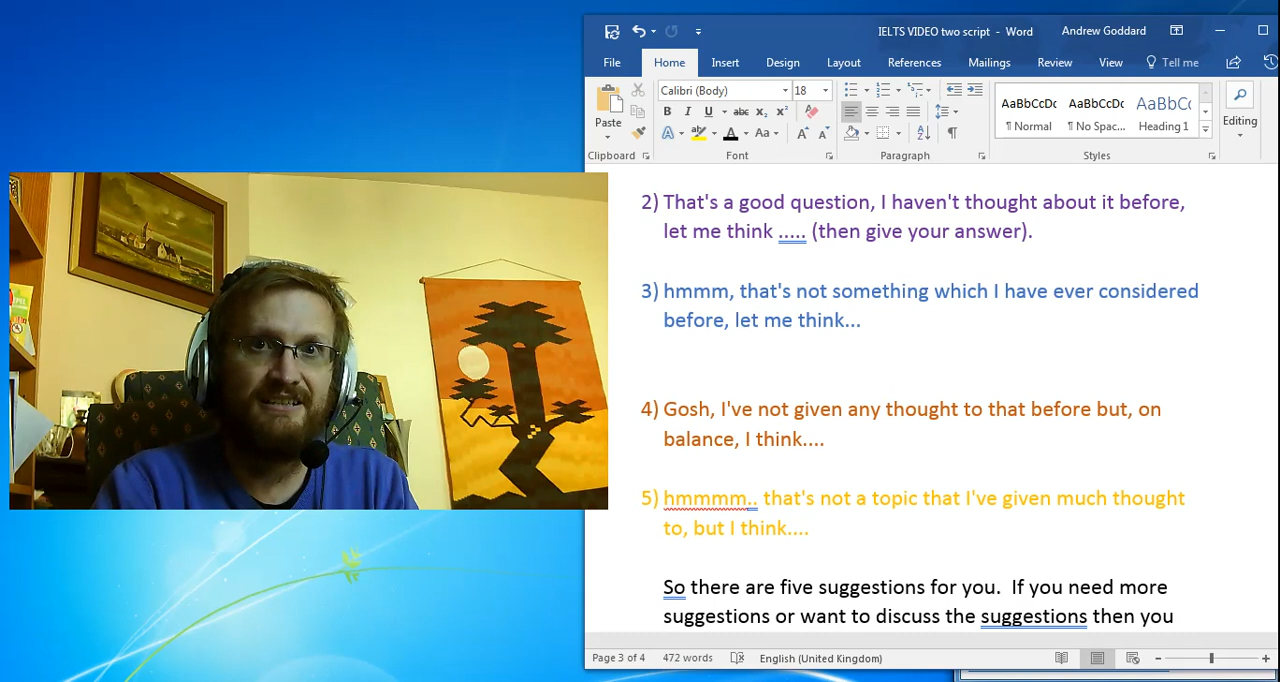 IELTS VIDEO two script - Word Andrew Goddard
File Home Insert Design Layout References Mailings Review View Tell me
Calibri (Body) 18
Paste
B I U abc x₂ x²
A ab A Aa A A
AaBbCcDc AaBbCcDc AaBbCc
¶ Normal ¶ No Spac... Heading 1
Editing
Clipboard Font Paragraph Styles
2) That's a good question, I haven't thought about it before,
let me think ..... (then give your answer).
3) hmmm, that's not something which I have ever considered
before, let me think...
4) Gosh, I've not given any thought to that before but, on
balance, I think....
5) hmmmm.. that's not a topic that I've given much thought
to, but I think....
So there are five suggestions for you.  If you need more
suggestions or want to discuss the suggestions then you
Page 3 of 4 472 words English (United Kingdom)